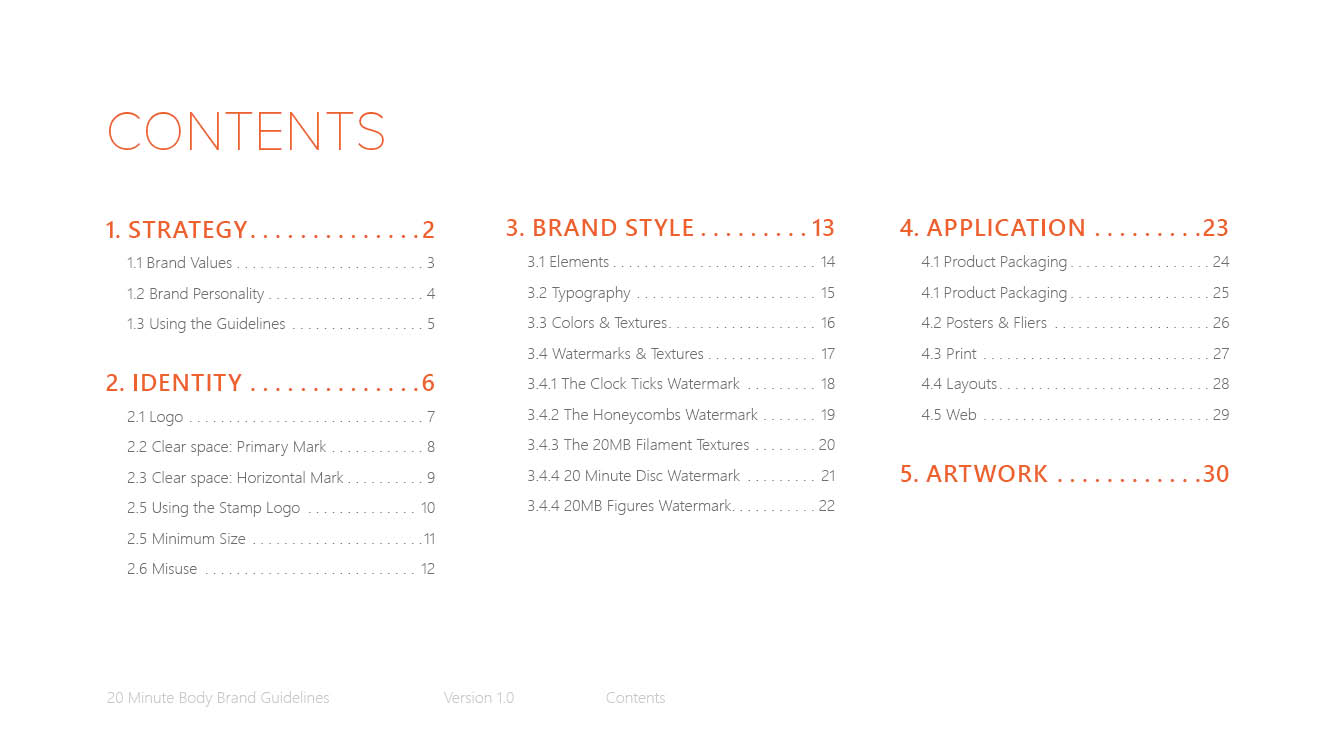 CONTENTS
1. STRATEGY. . . . . . . . . . . . . . 2
1.1 Brand Values . . . . . . . . . . . . . . . . . . . . . . . . 3
1.2 Brand Personality . . . . . . . . . . . . . . . . . . . . 4
1.3 Using the Guidelines . . . . . . . . . . . . . . . . . 5
2. IDENTITY . . . . . . . . . . . . . . 6
2.1 Logo . . . . . . . . . . . . . . . . . . . . . . . . . . . . . . 7
2.2 Clear space: Primary Mark . . . . . . . . . . . . 8
2.3 Clear space: Horizontal Mark . . . . . . . . . . 9
2.5 Using the Stamp Logo . . . . . . . . . . . . . . 10
2.5 Minimum Size . . . . . . . . . . . . . . . . . . . . . . 11
2.6 Misuse . . . . . . . . . . . . . . . . . . . . . . . . . . . 12
3. BRAND STYLE . . . . . . . . . 13
3.1 Elements . . . . . . . . . . . . . . . . . . . . . . . . . . 14
3.2 Typography . . . . . . . . . . . . . . . . . . . . . . . 15
3.3 Colors & Textures. . . . . . . . . . . . . . . . . . . 16
3.4 Watermarks & Textures . . . . . . . . . . . . . . 17
3.4.1 The Clock Ticks Watermark . . . . . . . . . 18
3.4.2 The Honeycombs Watermark . . . . . . . 19
3.4.3 The 20MB Filament Textures . . . . . . . . 20
3.4.4 20 Minute Disc Watermark . . . . . . . . . 21
3.4.4 20MB Figures Watermark. . . . . . . . . . . 22
4. APPLICATION . . . . . . . . . 23
4.1 Product Packaging . . . . . . . . . . . . . . . . . . 24
4.1 Product Packaging . . . . . . . . . . . . . . . . . . 25
4.2 Posters & Fliers . . . . . . . . . . . . . . . . . . . . 26
4.3 Print . . . . . . . . . . . . . . . . . . . . . . . . . . . . . 27
4.4 Layouts. . . . . . . . . . . . . . . . . . . . . . . . . . . 28
4.5 Web . . . . . . . . . . . . . . . . . . . . . . . . . . . . . 29
5. ARTWORK . . . . . . . . . . . . 30
20 Minute Body Brand Guidelines Version 1.0 Contents